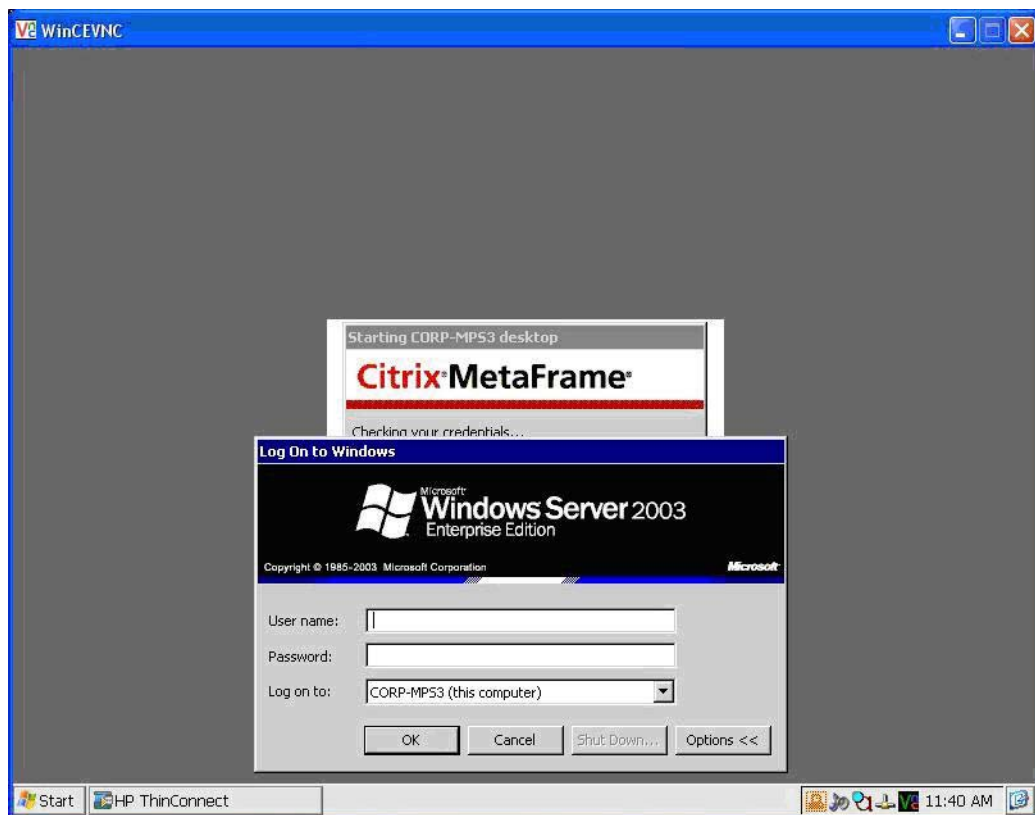 WinCEVNC
Starting CORP-MPS3 desktop
Citrix® MetaFrame®
Checking your credentials...
Log On to Windows
Microsoft®
Windows Server 2003
Enterprise Edition
Copyright © 1985-2003 Microsoft Corporation Microsoft
User name:
Password:
Log on to: CORP-MPS3 (this computer)
OK Cancel Shut Down... Options <<
Start HP ThinConnect 11:40 AM